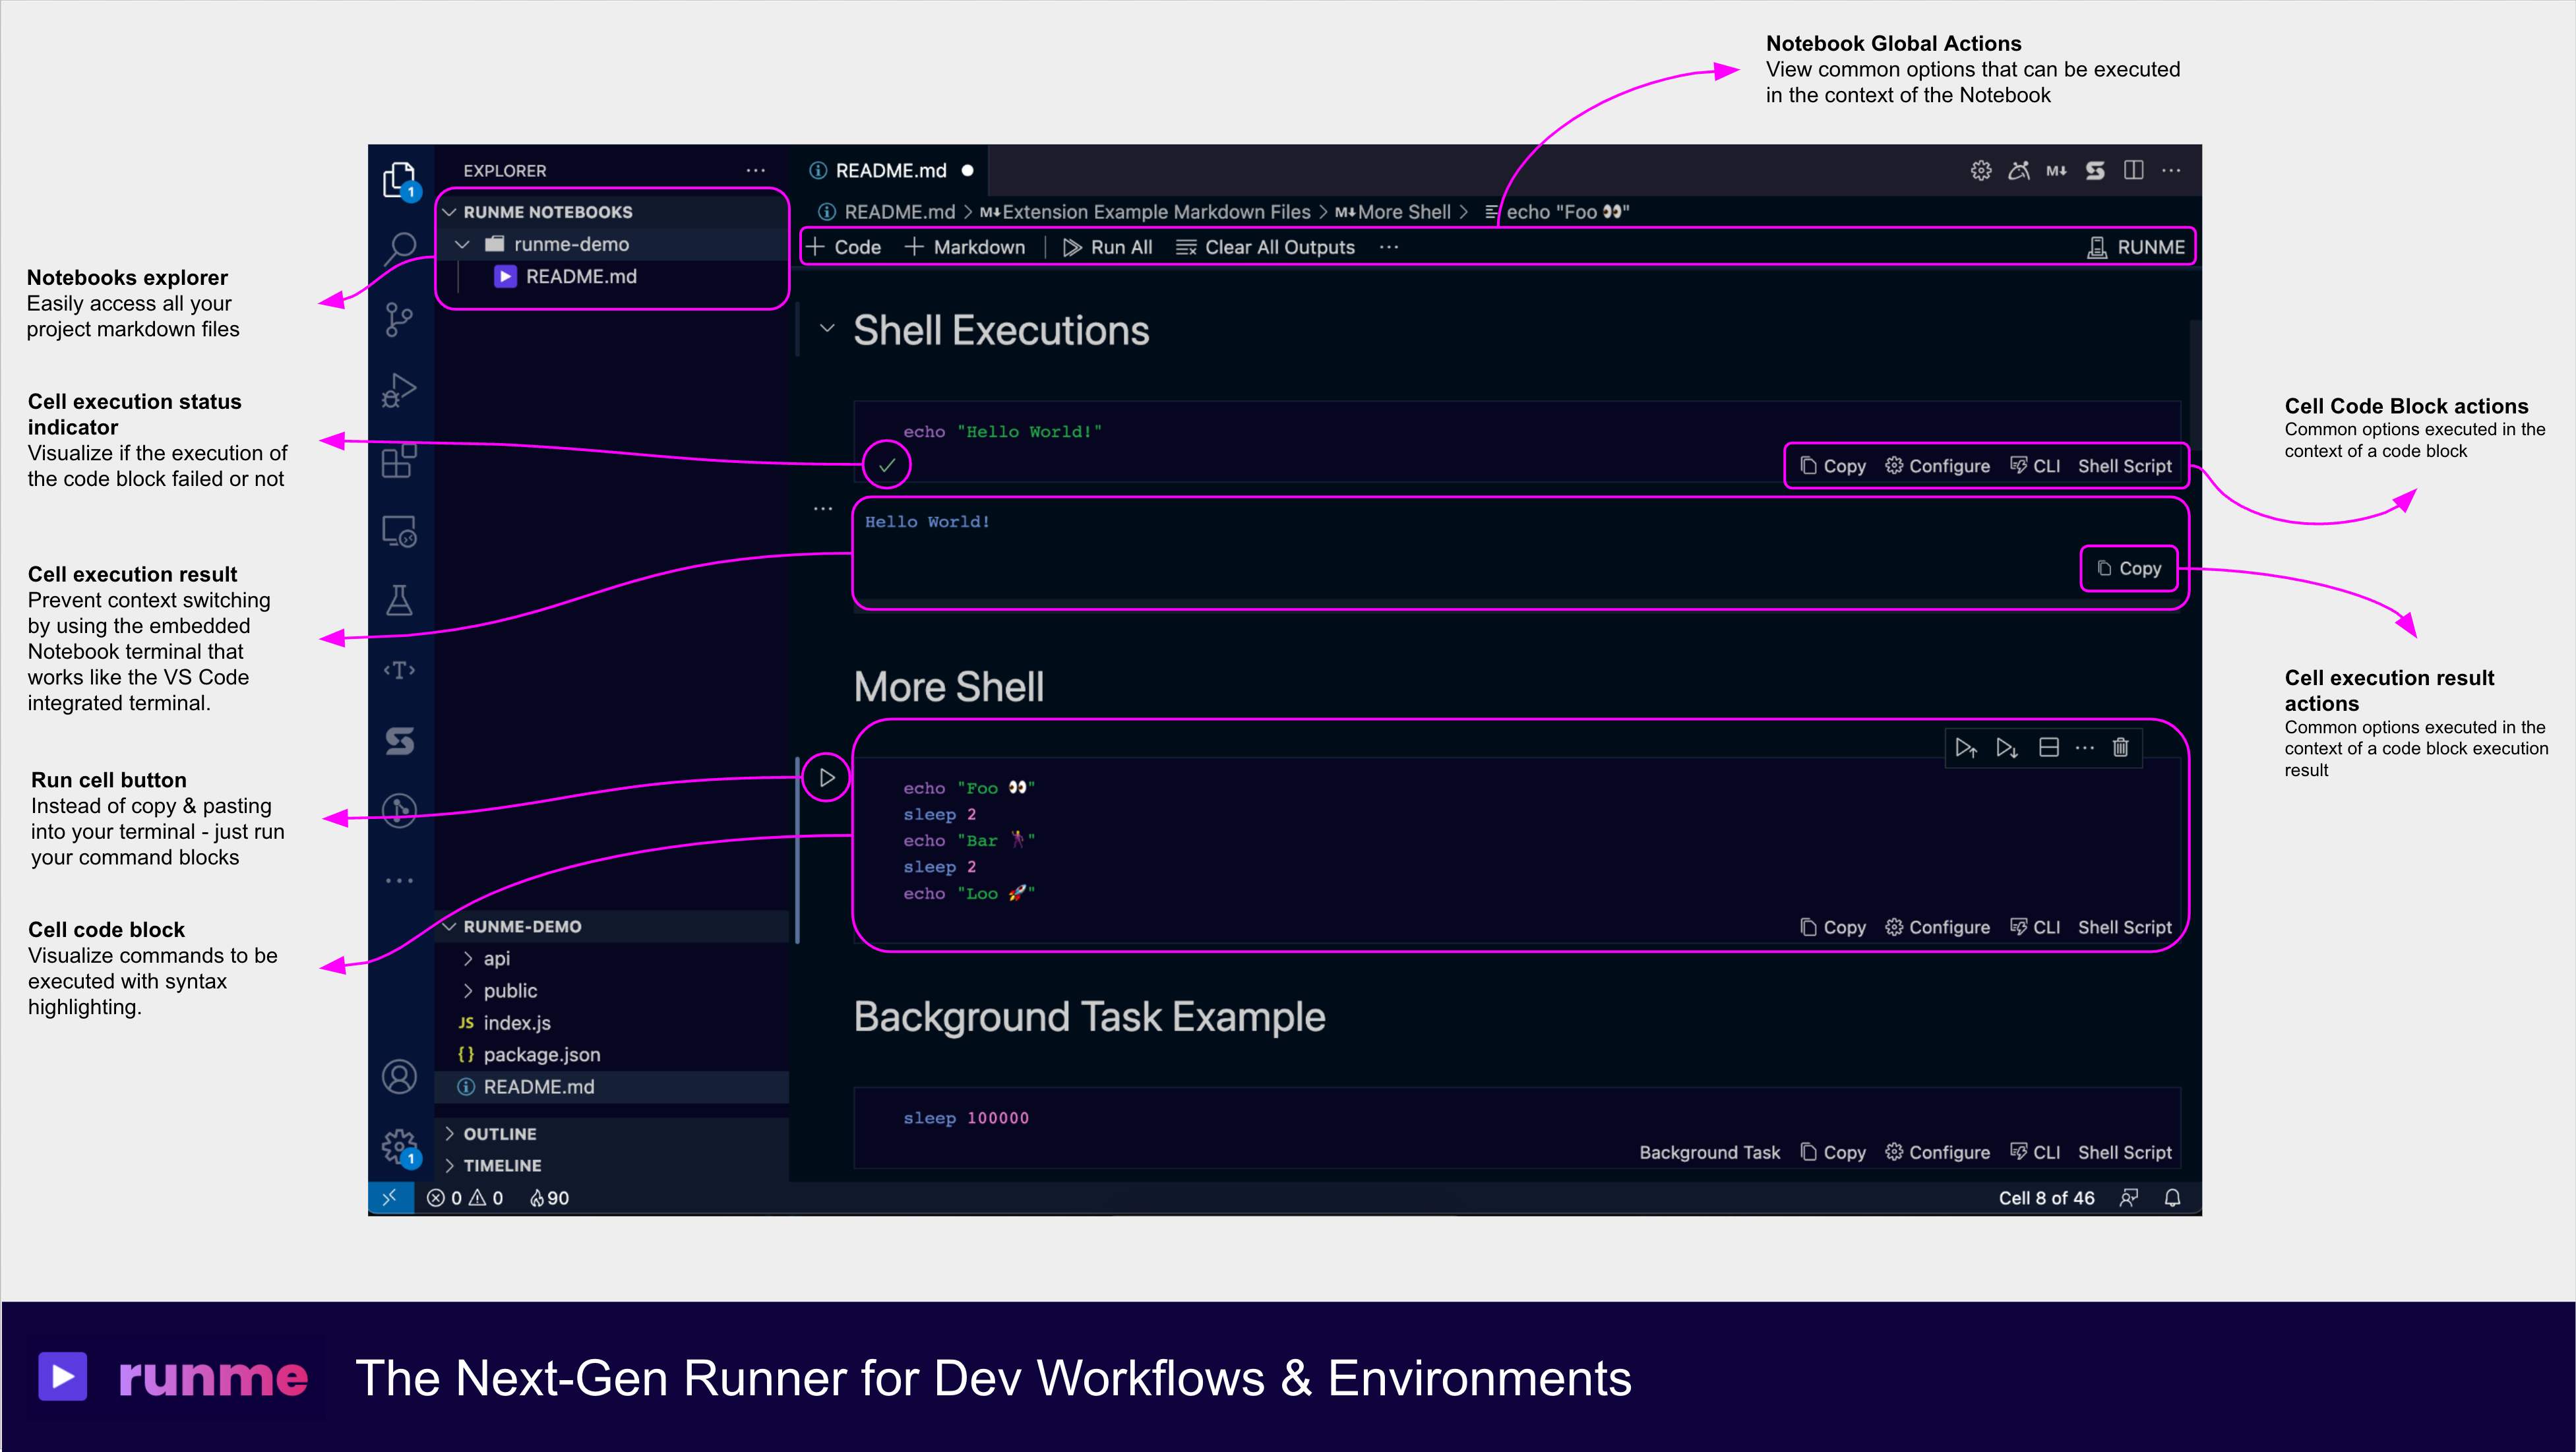 Notebook Global Actions
View common options that can be executed
in the context of the Notebook
Notebooks explorer
Easily access all your
project markdown files
Cell execution status
indicator
Visualize if the execution of
the code block failed or not
Cell execution result
Prevent context switching
by using the embedded
Notebook terminal that
works like the VS Code
integrated terminal.
Run cell button
Instead of copy & pasting
into your terminal - just run
your command blocks
Cell code block
Visualize commands to be
executed with syntax
highlighting.
1
EXPLORER ···
RUNME NOTEBOOKS
runme-demo
README.md
<T>
RUNME-DEMO
api
public
JS index.js
{} package.json
README.md
OUTLINE
TIMELINE
1
README.md
M↓
···
README.md > M↓Extension Example Markdown Files > M↓More Shell > echo "Foo 👀"
+ Code + Markdown | Run All Clear All Outputs ··· RUNME
Shell Executions
echo "Hello World!"
Copy Configure CLI Shell Script
···
Hello World!
Copy
More Shell
···
echo "Foo 👀"
sleep 2
echo "Bar 🕺"
sleep 2
echo "Loo 🚀"
Copy Configure CLI Shell Script
Background Task Example
sleep 100000
Background Task Copy Configure CLI Shell Script
0 0 90
Cell 8 of 46
Cell Code Block actions
Common options executed in the
context of a code block
Cell execution result
actions
Common options executed in the
context of a code block execution
result
runme The Next-Gen Runner for Dev Workflows & Environments